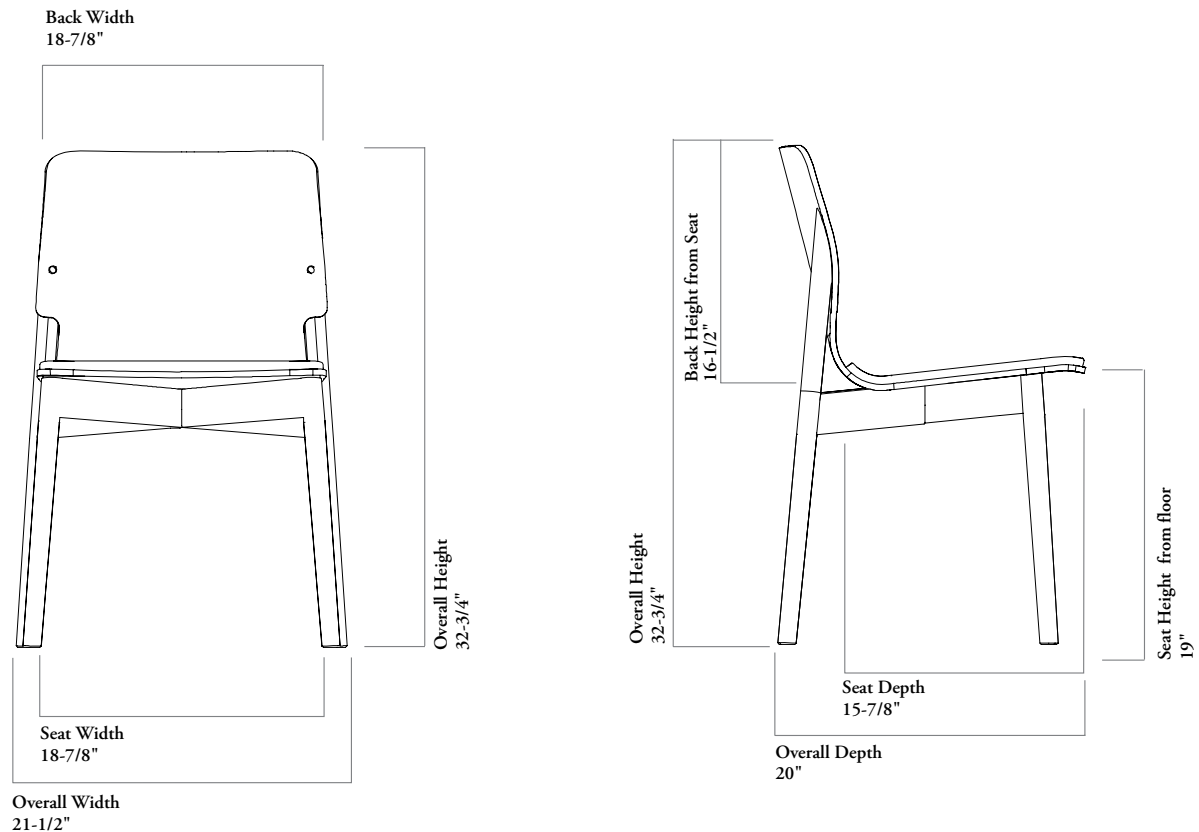 Back Width
18-7/8"
Overall Height
32-3/4"
Seat Width
18-7/8"
Overall Width
21-1/2"
Back Height from Seat
16-1/2"
Overall Height
32-3/4"
Seat Height from floor
19"
Seat Depth
15-7/8"
Overall Depth
20"